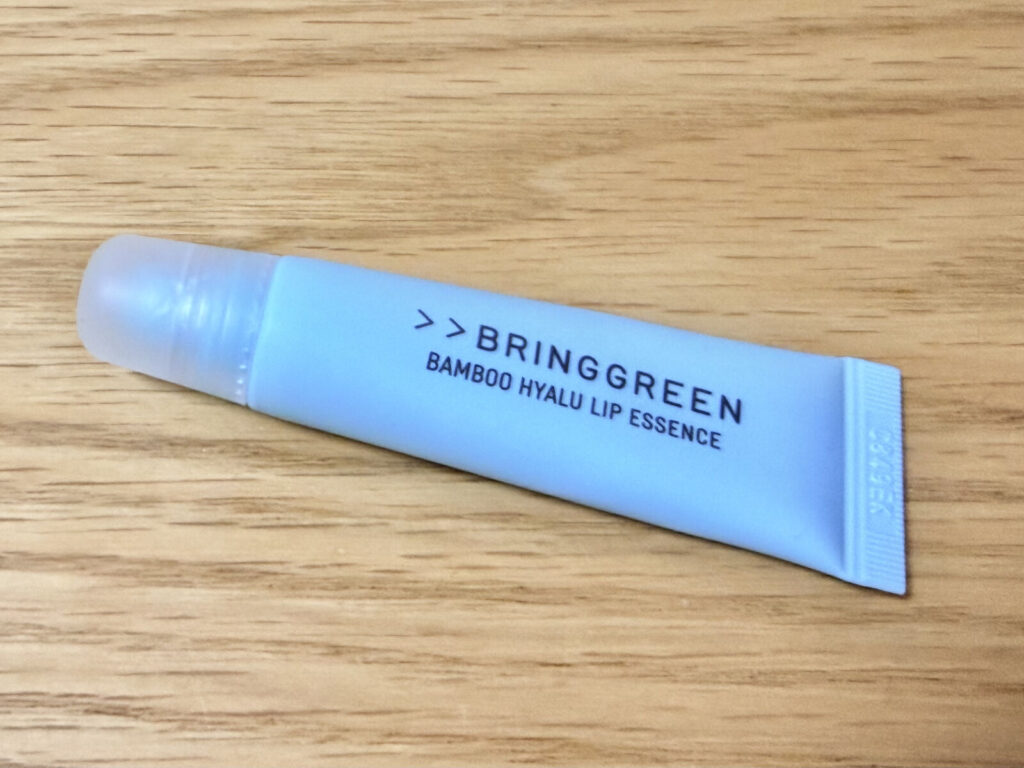 >>BRINGGREEN
BAMBOO HYALU LIP ESSENCE